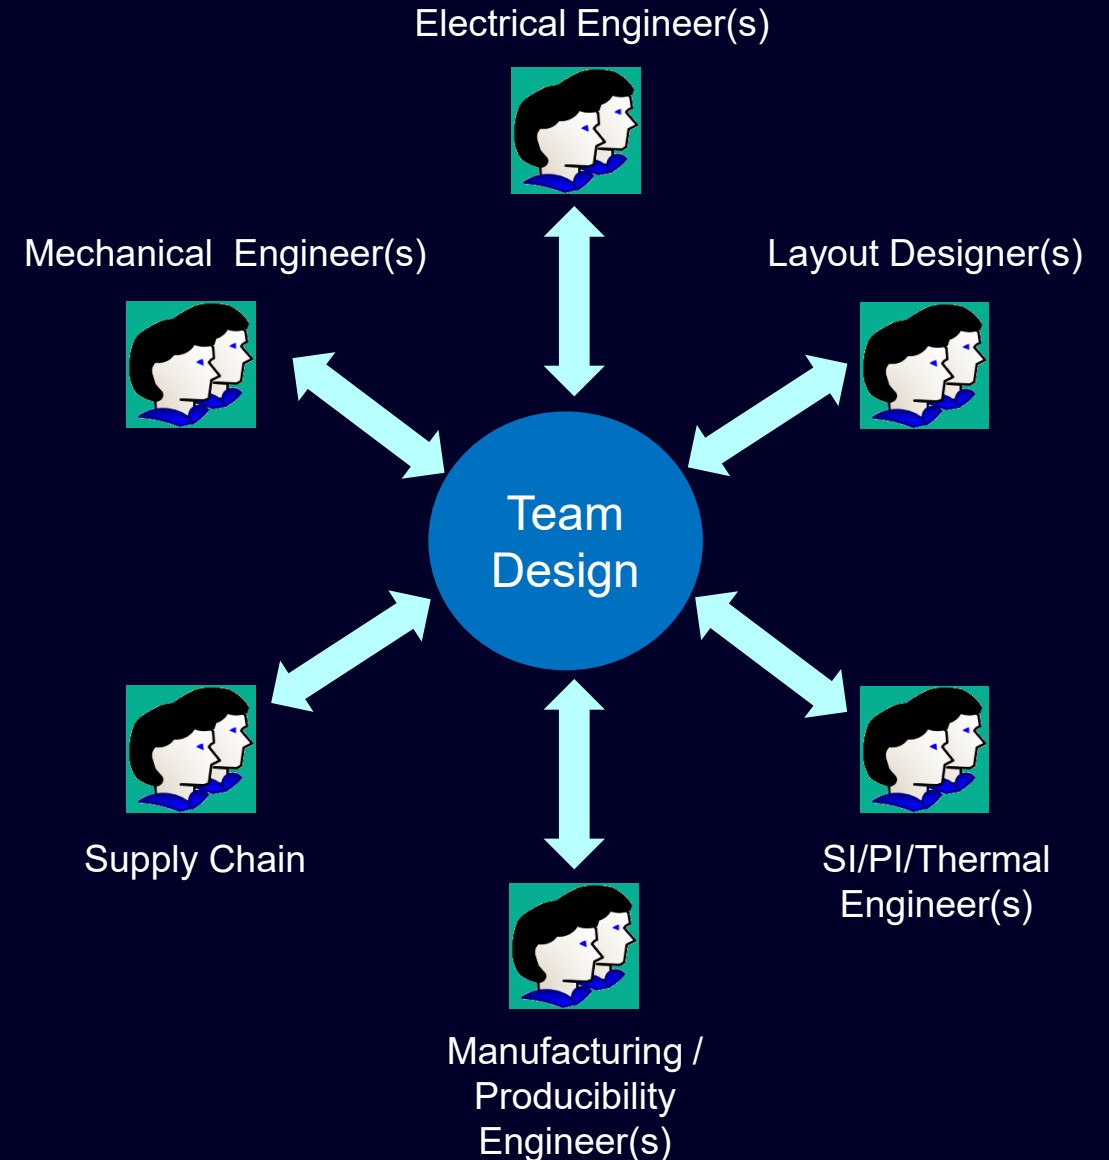 Electrical Engineer(s)
Mechanical  Engineer(s)
Layout Designer(s)
Team
Design
Supply Chain
SI/PI/Thermal
Engineer(s)
Manufacturing /
Producibility
Engineer(s)